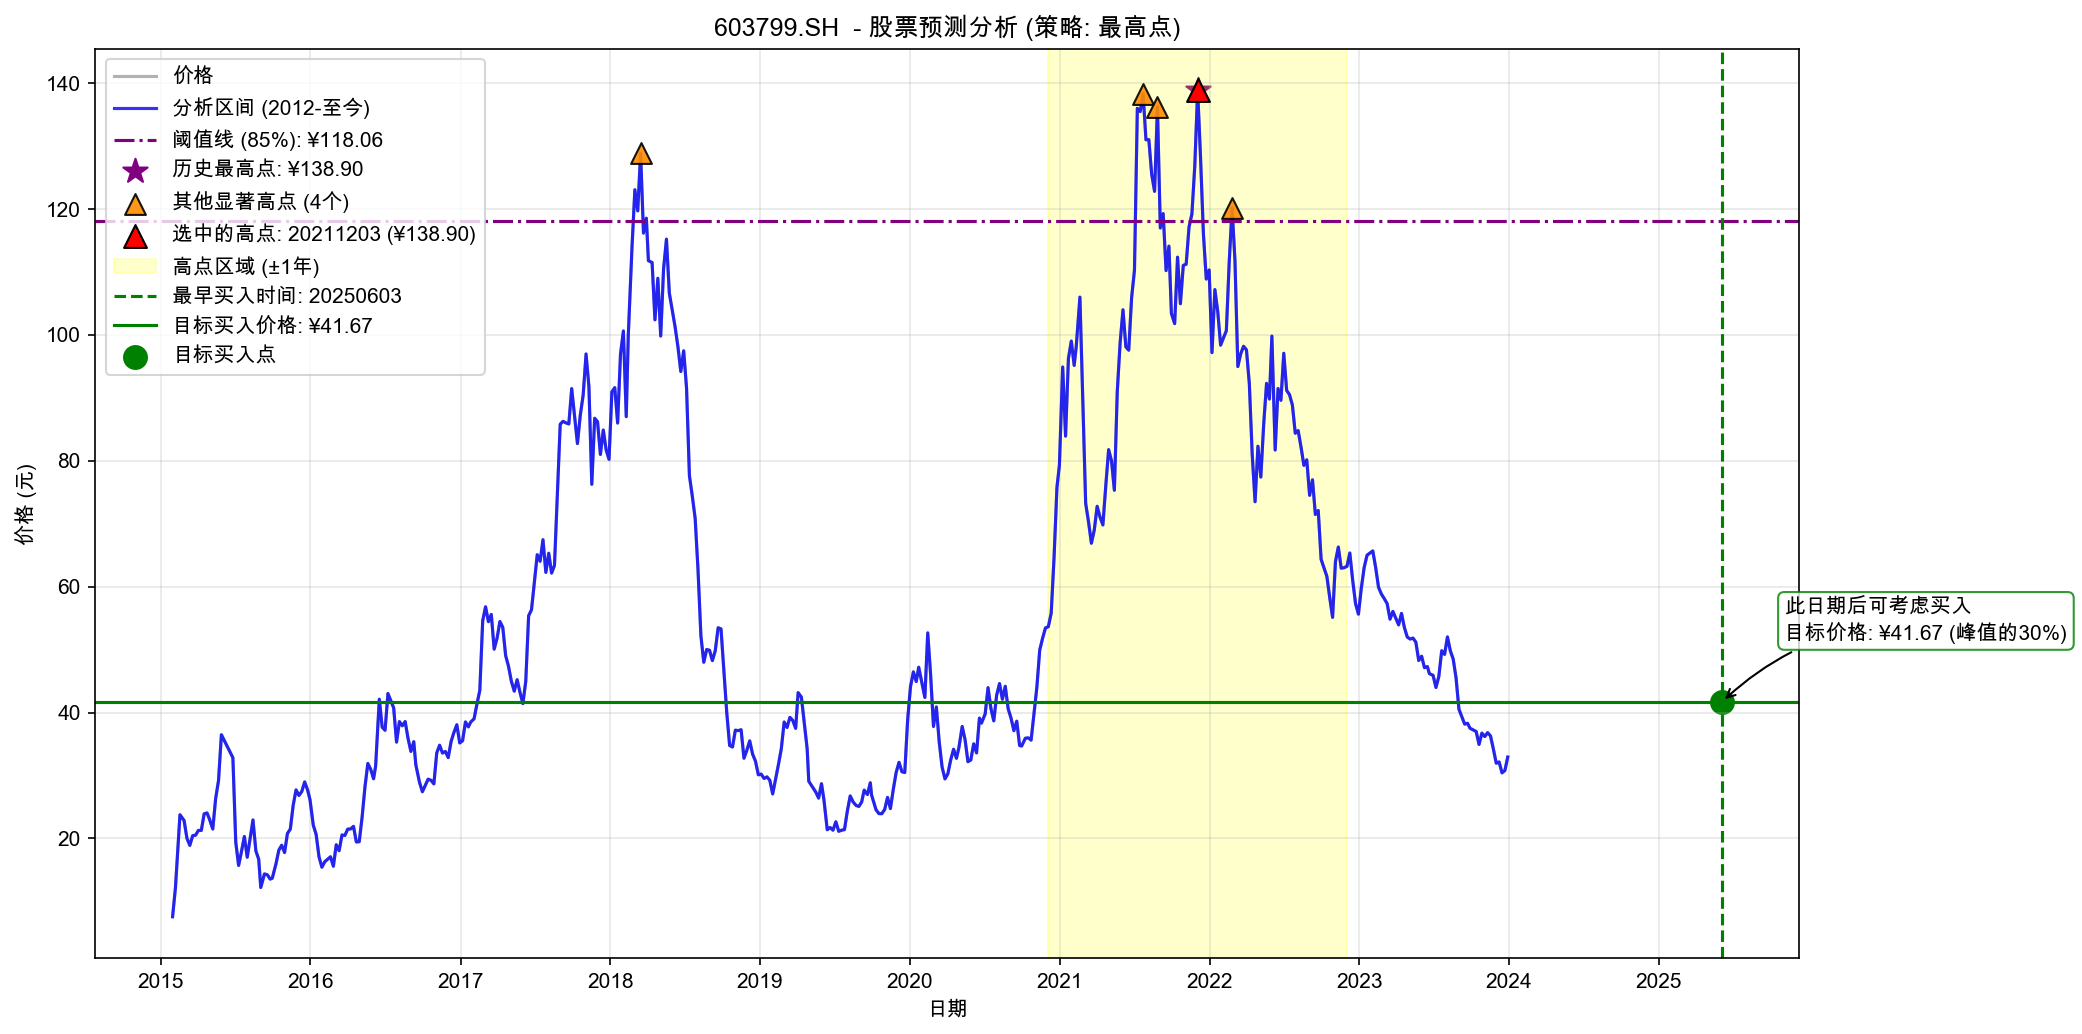 603799.SH - 股票预测分析 (策略: 最高点)
价格
分析区间 (2012-至今)
阈值线 (85%): ¥118.06
历史最高点: ¥138.90
其他显著高点 (4个)
选中的高点: 20211203 (¥138.90)
高点区域 (±1年)
最早买入时间: 20250603
目标买入价格: ¥41.67
目标买入点
价格 (元)
140
120
100
80
60
40
20
此日期后可考虑买入
目标价格: ¥41.67 (峰值的30%)
2015 2016 2017 2018 2019 2020 2021 2022 2023 2024 2025
日期